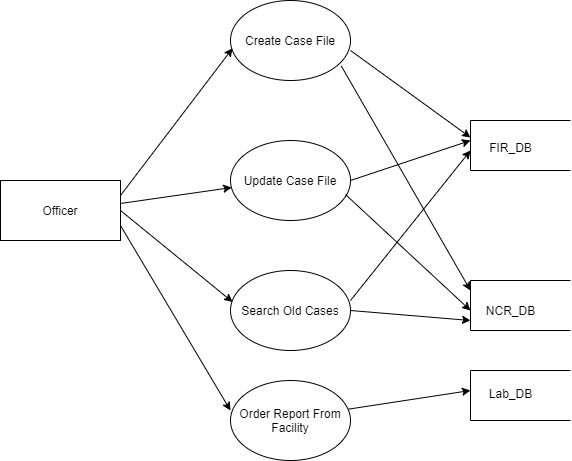 Create Case File
FIR_DB
Update Case File
Officer
Search Old Cases
NCR_DB
Lab_DB
Order Report From
Facility